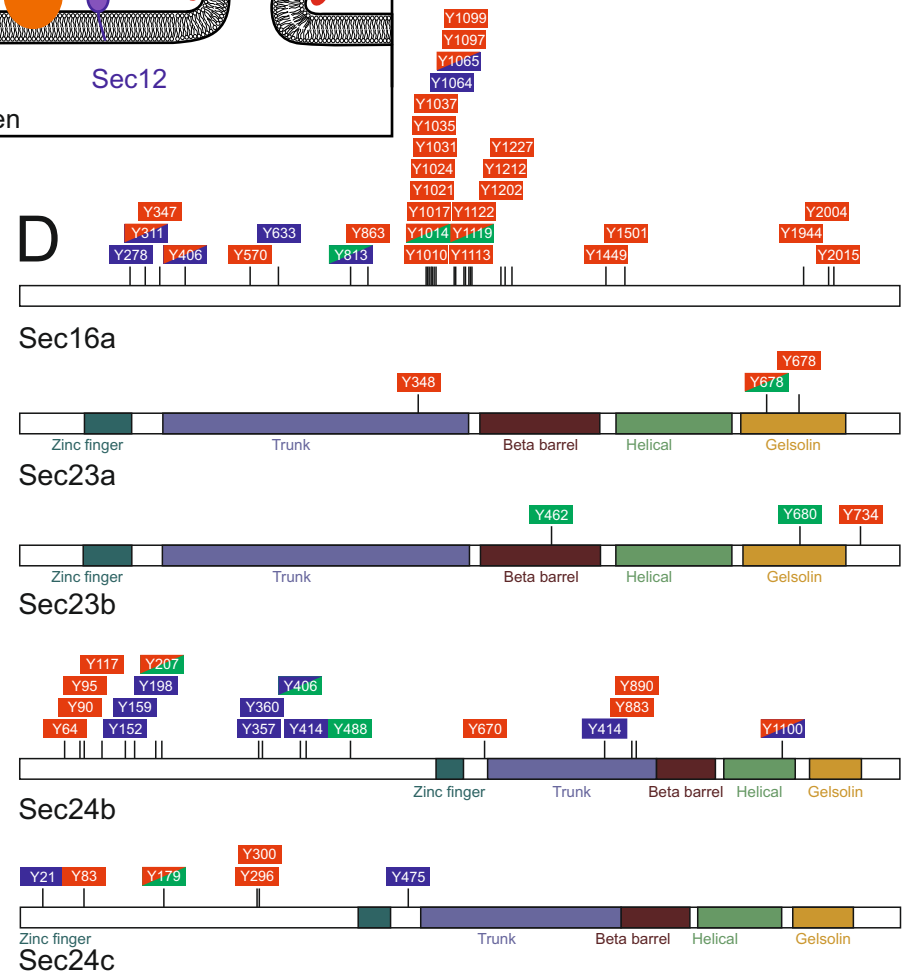 Sec12
en
Y1099
Y1097
Y1065
Y1064
Y1037
Y1035
Y1031 Y1227
Y1024 Y1212
Y1021 Y1202
D
Y347 Y1017 Y1122 Y2004
Y311 Y633 Y863 Y1014 Y1119 Y1501 Y1944
Y278 Y406 Y570 Y813 Y1010 Y1113 Y1449 Y2015
Sec16a
Y678
Y348 Y678
Zinc finger Trunk Beta barrel Helical Gelsolin
Sec23a
Y462 Y680 Y734
Zinc finger Trunk Beta barrel Helical Gelsolin
Sec23b
Y117 Y207
Y95 Y198 Y406 Y890
Y90 Y159 Y360 Y883
Y64 Y152 Y357 Y414 Y488 Y670 Y414 Y1100
Zinc finger Trunk Beta barrel Helical Gelsolin
Sec24b
Y300
Y21 Y83 Y179 Y296 Y475
Zinc finger Trunk Beta barrel Helical Gelsolin
Sec24c